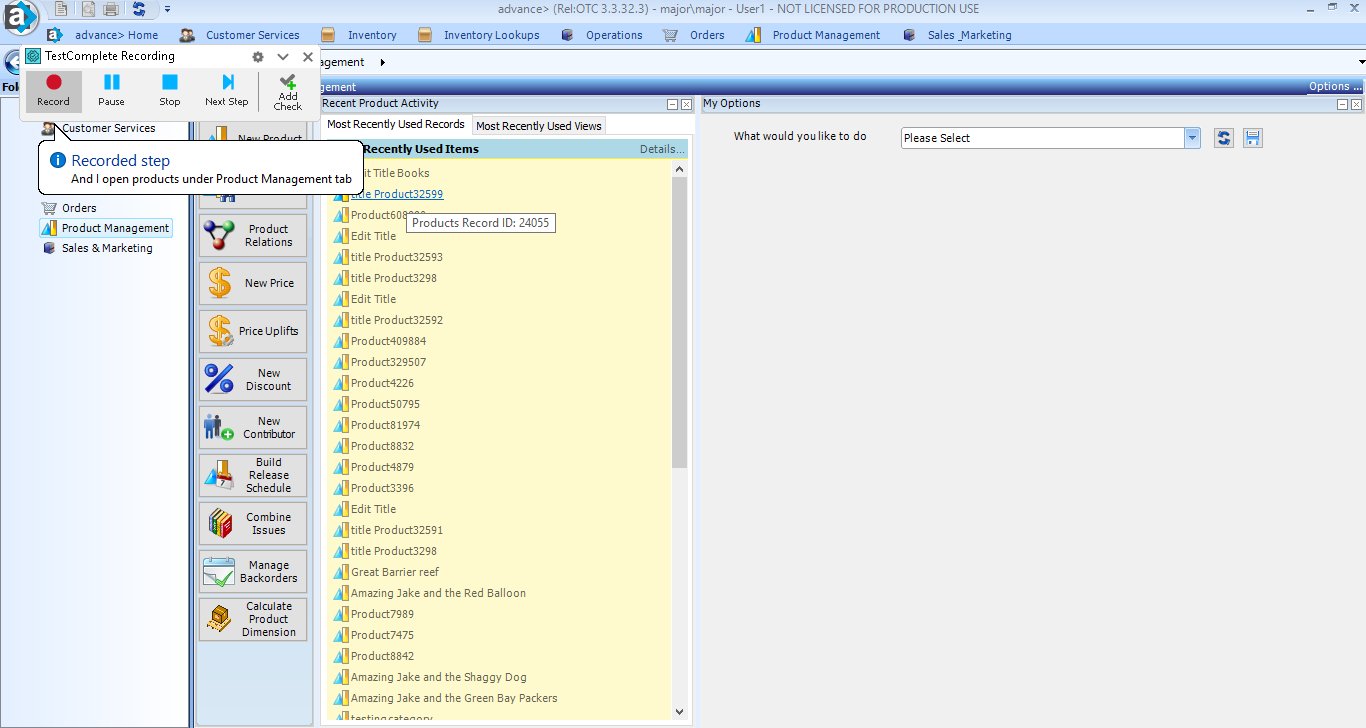 advance> (Rel:OTC 3.3.32.3) - major\major - User1 - NOT LICENSED FOR PRODUCTION USE
advance> Home Customer Services Inventory Inventory Lookups Operations Orders Product Management Sales _Marketing
TestComplete Recording
agement
Fol
gement
Options ...
Record
Pause
Stop
Next Step
Add
Check
Customer Services
Recorded step
And I open products under Product Management tab
Orders
Product Management
Sales & Marketing
New Product
Product
Relations
New Price
Price Uplifts
New
Discount
New
Contributor
Build
Release
Schedule
Combine
Issues
Manage
Backorders
Calculate
Product
Dimension
Recent Product Activity
Most Recently Used Records
Most Recently Used Views
Recently Used Items
Details...
it Title Books
title Product32599
Products Record ID: 24055
Edit Title
title Product32593
title Product3298
Edit Title
title Product32592
Product409884
Product329507
Product4226
Product50795
Product81974
Product8832
Product4879
Product3396
Edit Title
title Product32591
title Product3298
Great Barrier reef
Amazing Jake and the Red Balloon
Product7989
Product7475
Product8842
Amazing Jake and the Shaggy Dog
Amazing Jake and the Green Bay Packers
testing category
My Options
What would you like to do
Please Select